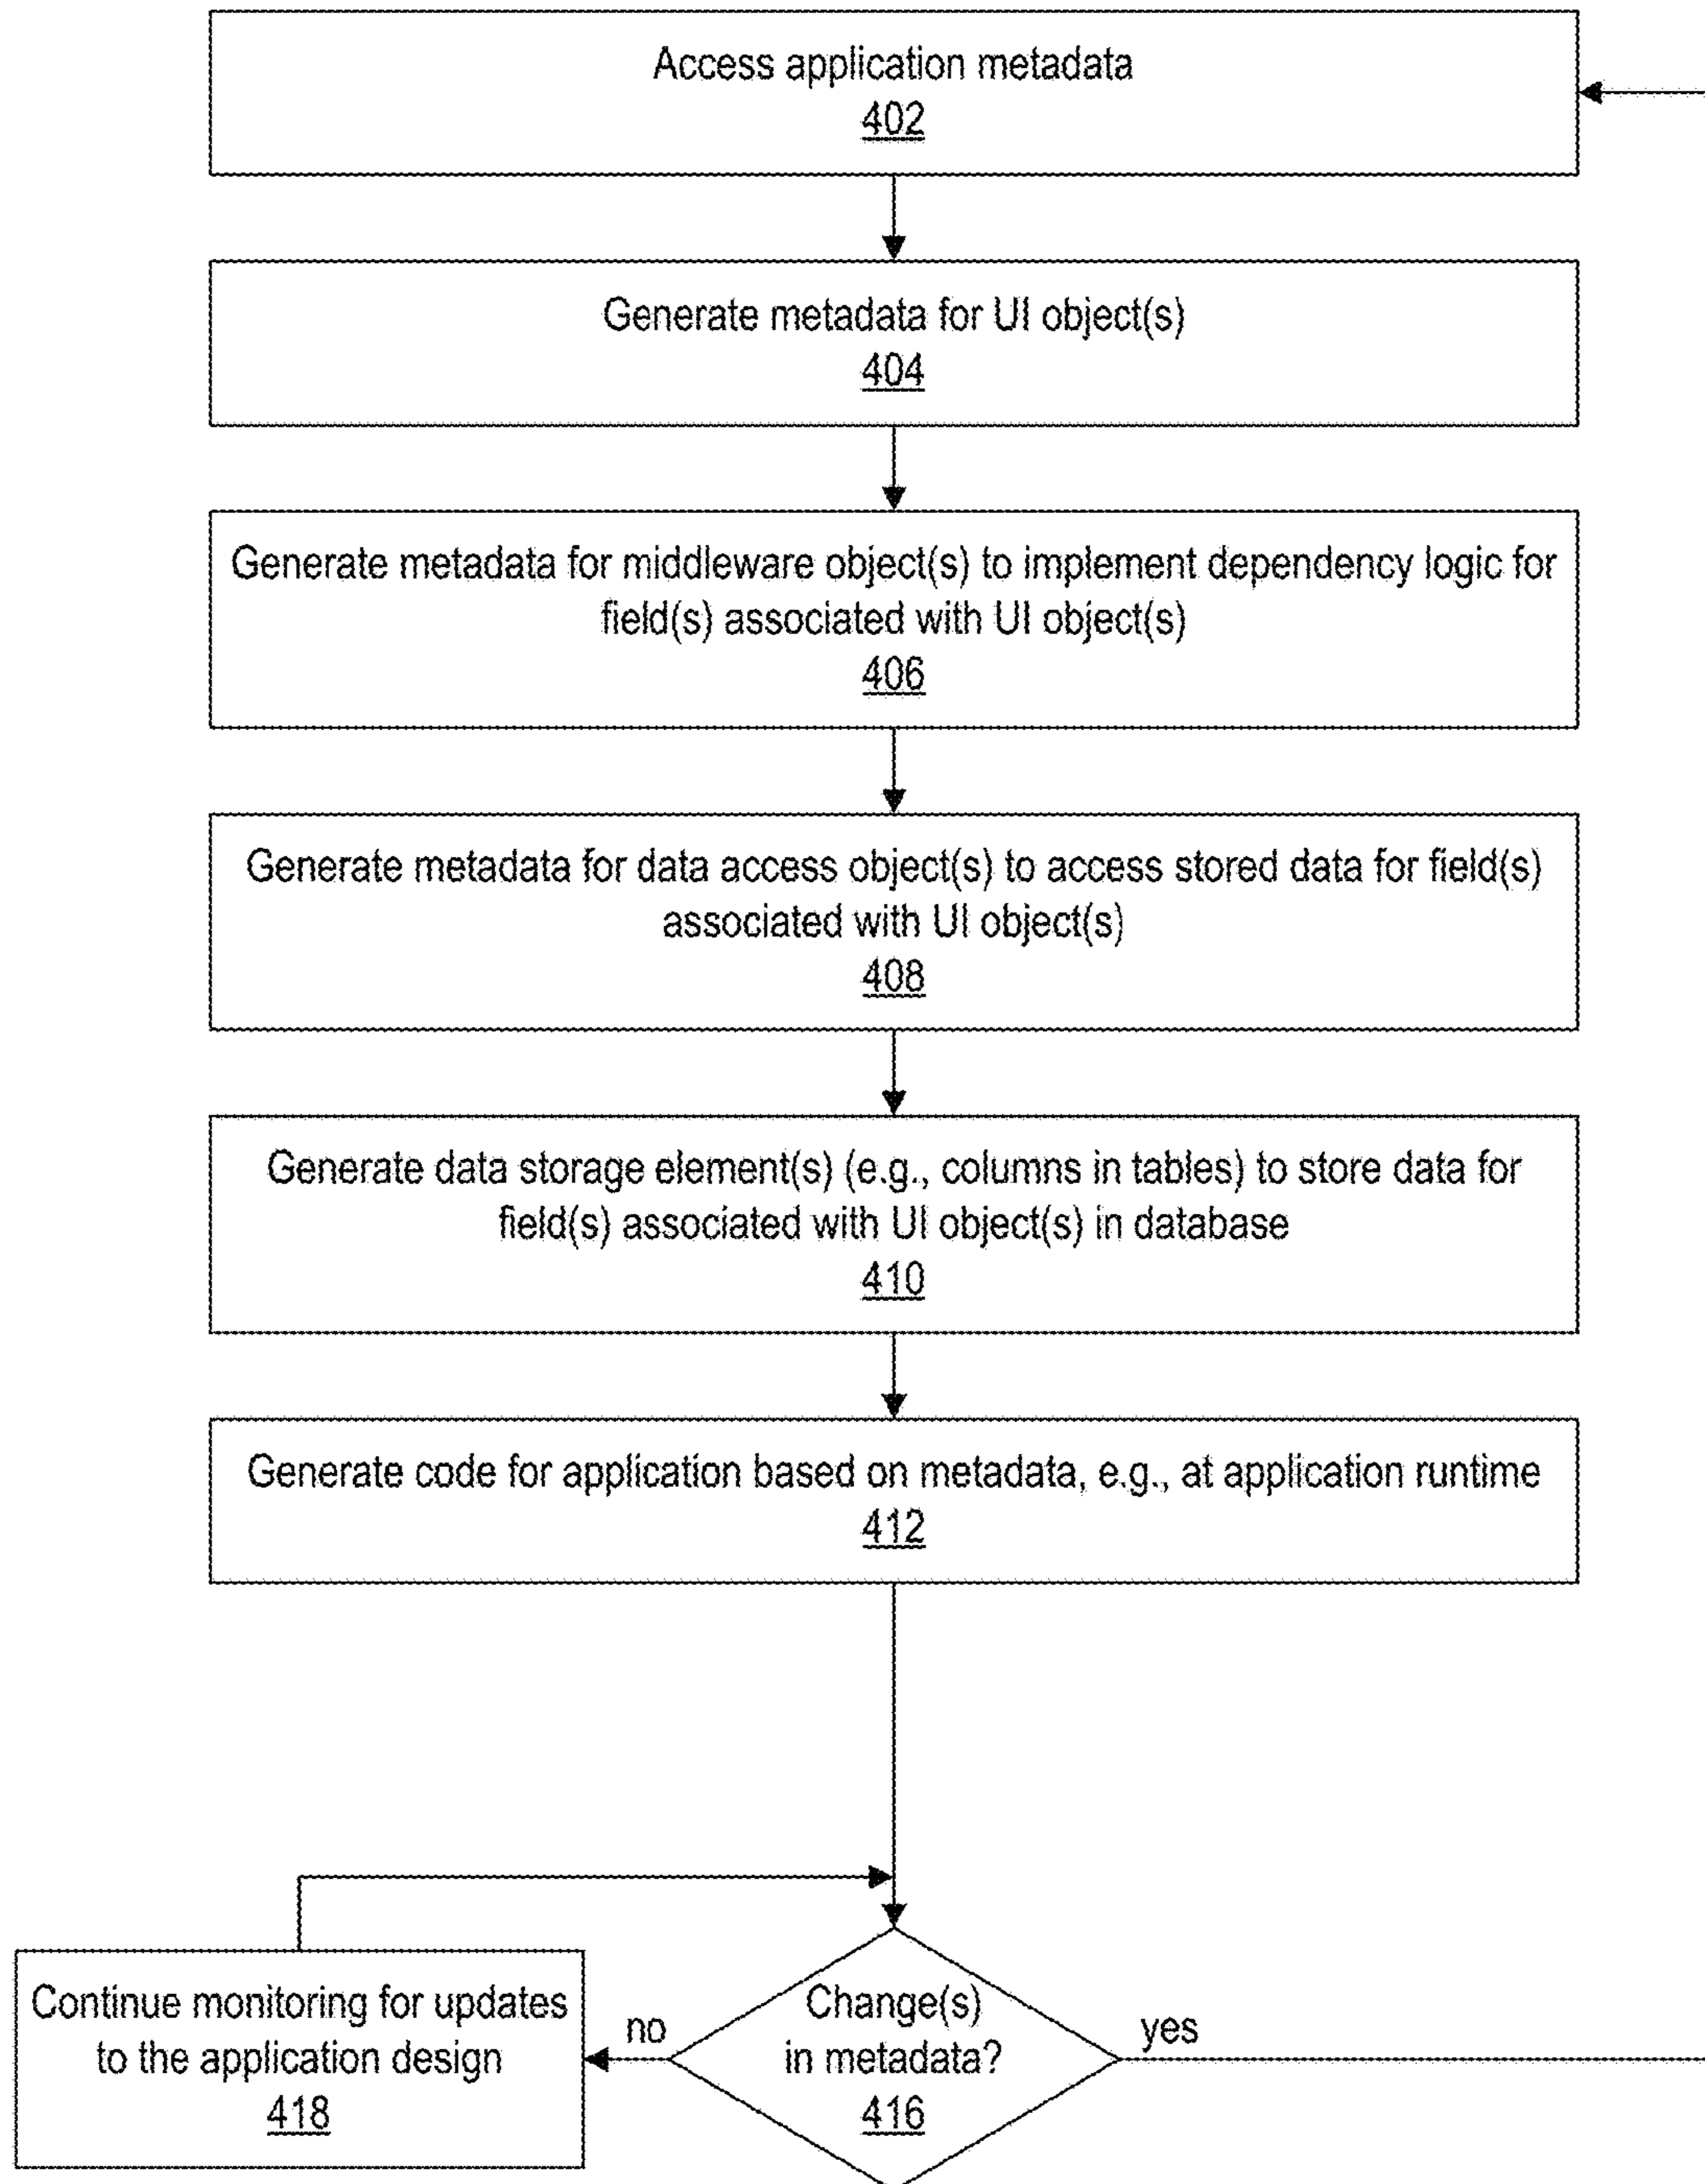 Access application metadata
402
Generate metadata for UI object(s)
404
Generate metadata for middleware object(s) to implement dependency logic for
field(s) associated with UI object(s)
406
Generate metadata for data access object(s) to access stored data for field(s)
associated with UI object(s)
408
Generate data storage element(s) (e.g., columns in tables) to store data for
field(s) associated with UI object(s) in database
410
Generate code for application based on metadata, e.g., at application runtime
412
Continue monitoring for updates
to the application design
418
no
Change(s)
in metadata?
416
yes